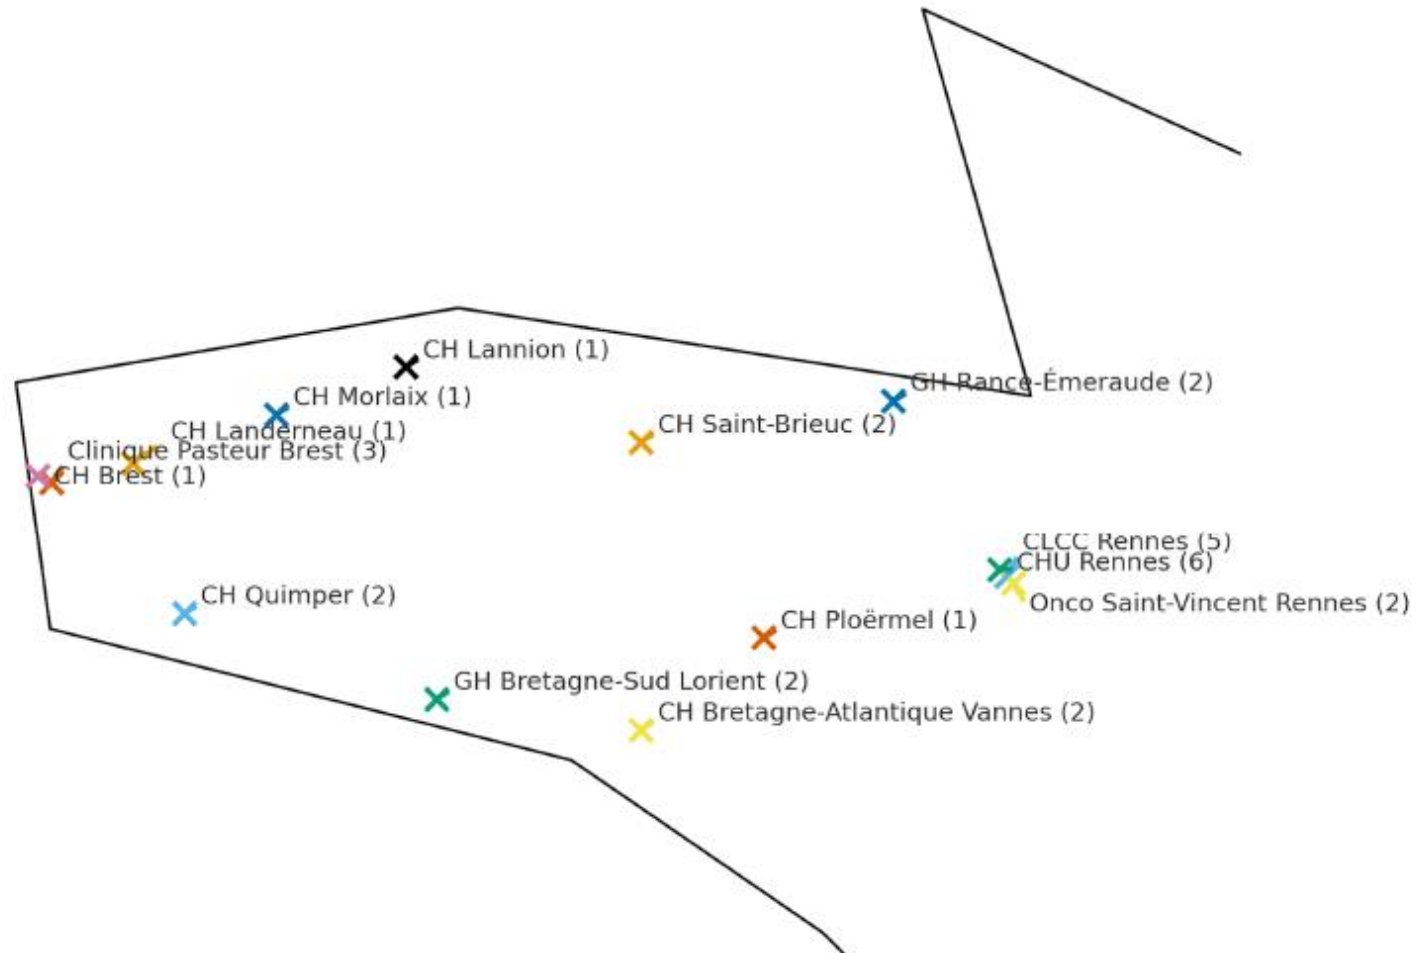 CH Lannion (1)
GH Rance-Émeraude (2)
CH Morlaix (1)
CH Saint-Brieuc (2)
CH Landerneau (1)
Clinique Pasteur Brest (3)
CH Brest (1)
CLCC Rennes (5)
CHU Rennes (6)
CH Quimper (2)
Onco Saint-Vincent Rennes (2)
CH Ploërmel (1)
GH Bretagne-Sud Lorient (2)
CH Bretagne-Atlantique Vannes (2)